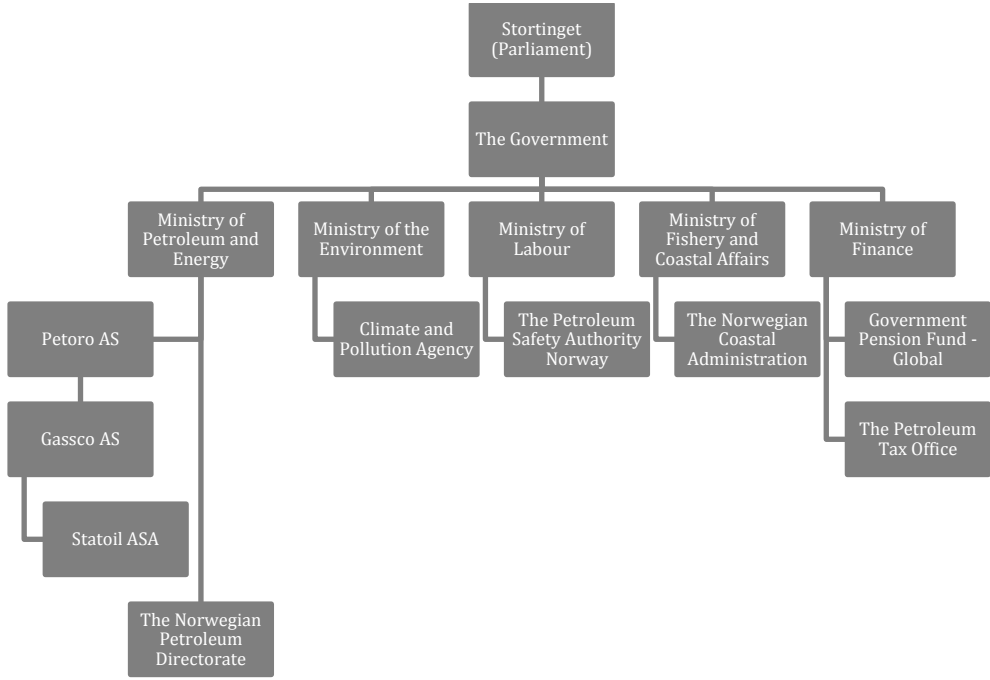 Stortinget
(Parliament)
The Government
Ministry of
Petroleum and
Energy
Ministry of the
Environment
Ministry of
Labour
Ministry of
Fishery and
Coastal Affairs
Ministry of
Finance
Petoro AS
Climate and
Pollution Agency
The Petroleum
Safety Authority
Norway
The Norwegian
Coastal
Administration
Government
Pension Fund -
Global
Gassco AS
The Petroleum
Tax Office
Statoil ASA
The Norwegian
Petroleum
Directorate